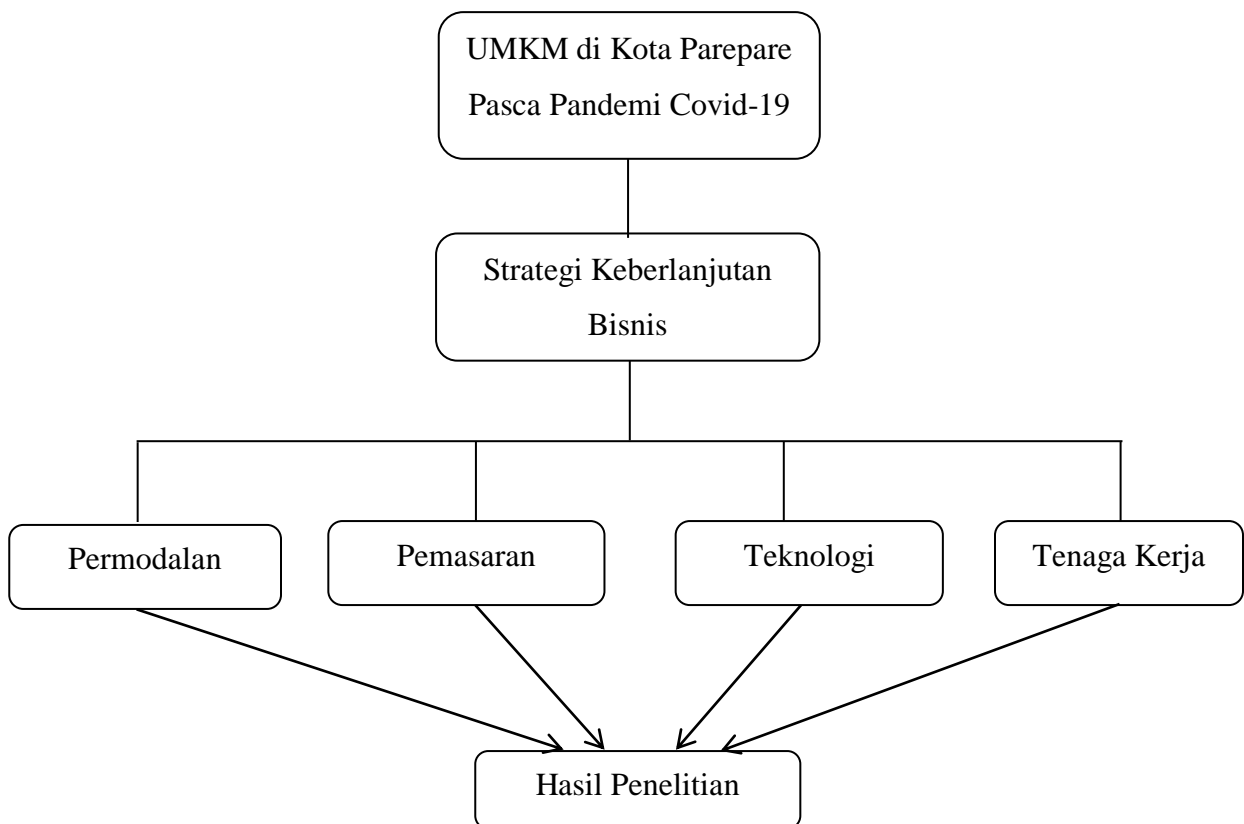 UMKM di Kota Parepare
Pasca Pandemi Covid-19
Strategi Keberlanjutan
Bisnis
Permodalan
Pemasaran
Teknologi
Tenaga Kerja
Hasil Penelitian